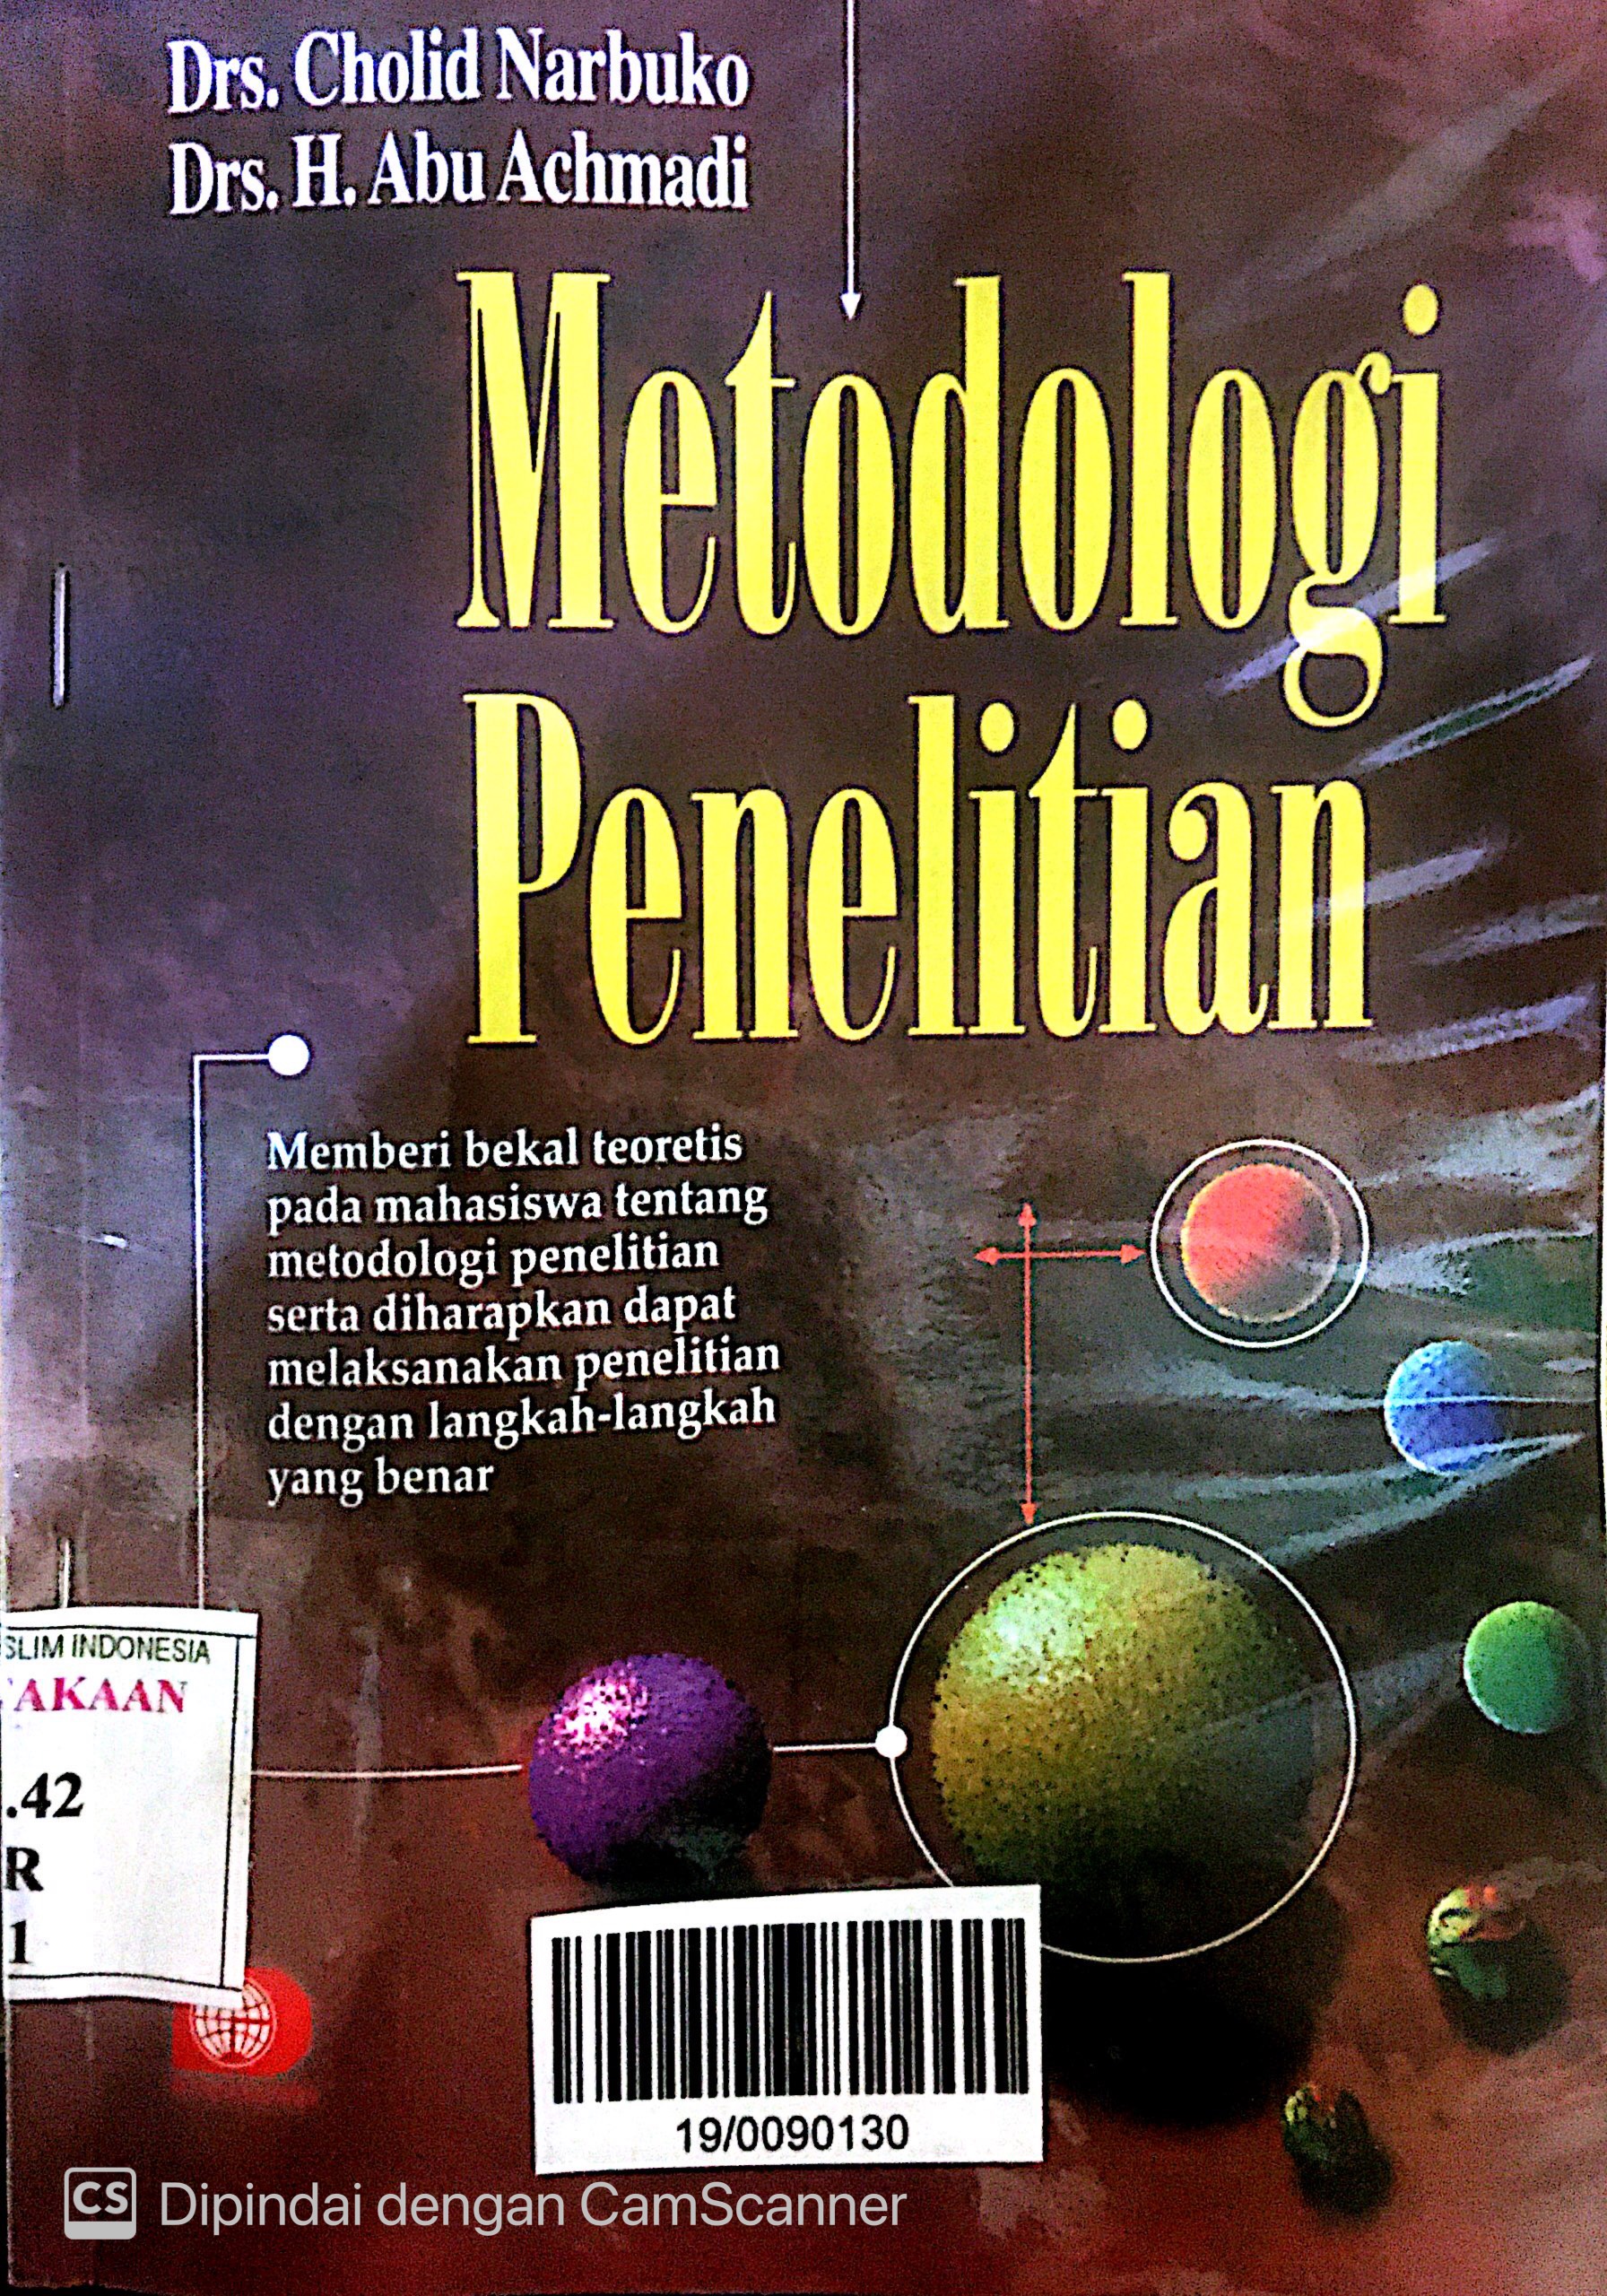 Drs. Cholid Narbuko
Drs. H. Abu Achmadi
Metodologi
Penelitian
Memberi bekal teoretis
pada mahasiswa tentang
metodologi penelitian
serta diharapkan dapat
melaksanakan penelitian
dengan langkah-langkah
yang benar
SLIM INDONESIA
AKAAN
.42
R
1
19/0090130
CS Dipindai dengan CamScanner